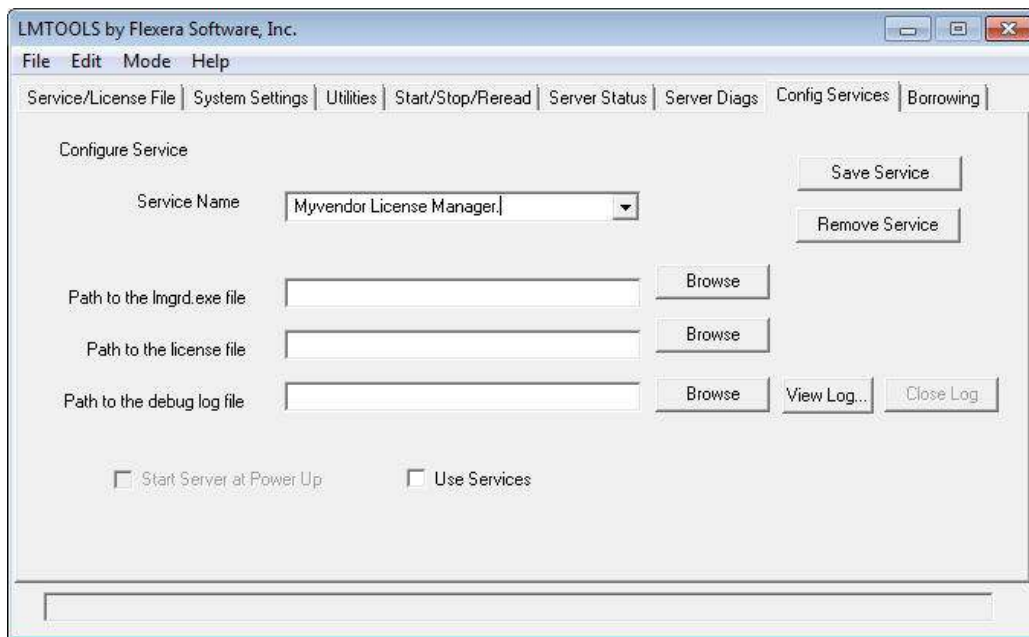 LMTOOLS by Flexera Software, Inc.
File Edit Mode Help
Service/License File System Settings Utilities Start/Stop/Reread Server Status Server Diags Config Services Borrowing
Configure Service
Save Service
Service Name Myvendor License Manager.
Remove Service
Path to the lmgrd.exe file Browse
Path to the license file Browse
Path to the debug log file Browse View Log... Close Log
Start Server at Power Up Use Services